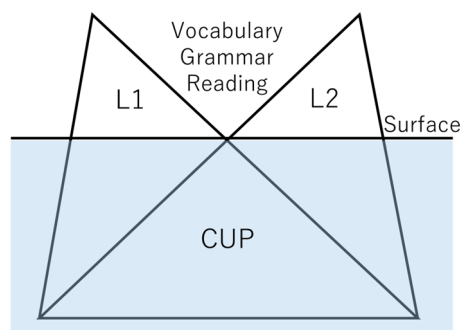 Vocabulary
Grammar
Reading
L1
L2
Surface
CUP